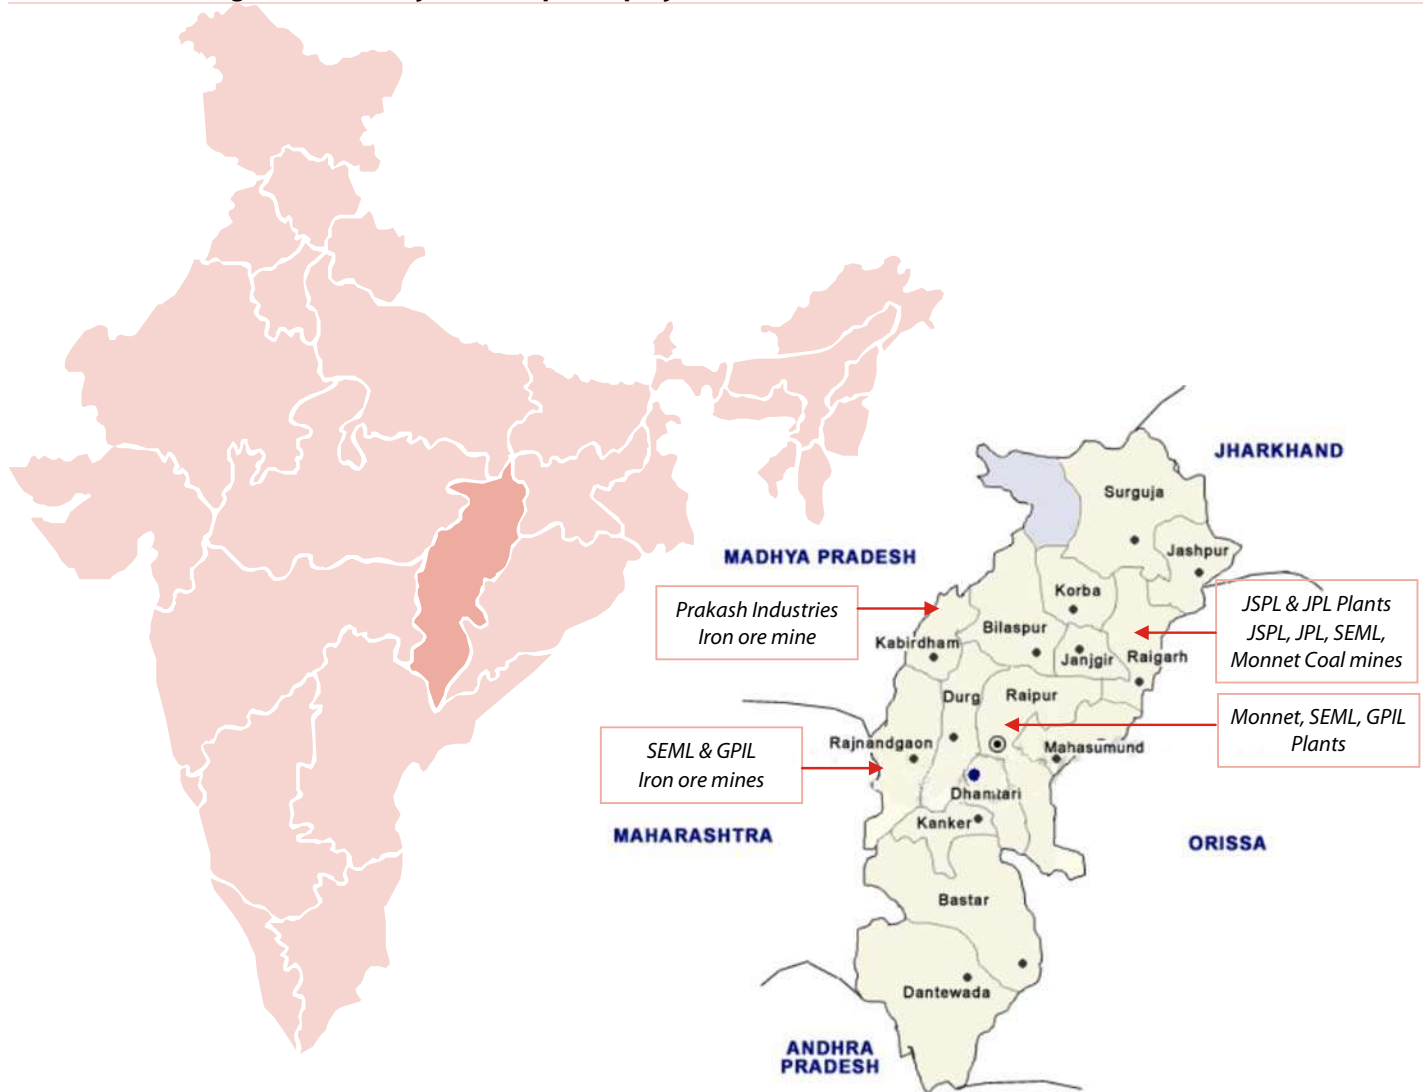 JHARKHAND
Surguja
Jashpur
MADHYA PRADESH
Korba
Prakash Industries
Iron ore mine
JSPL & JPL Plants
JSPL, JPL, SEML,
Monnet Coal mines
Bilaspur
Kabirdham
Janjgir
Raigarh
Durg
Raipur
Monnet, SEML, GPIL
Plants
Rajnandgaon
Mahasumund
SEML & GPIL
Iron ore mines
Dhamtari
Kanker
MAHARASHTRA
ORISSA
Bastar
Dantewada
ANDHRA
PRADESH